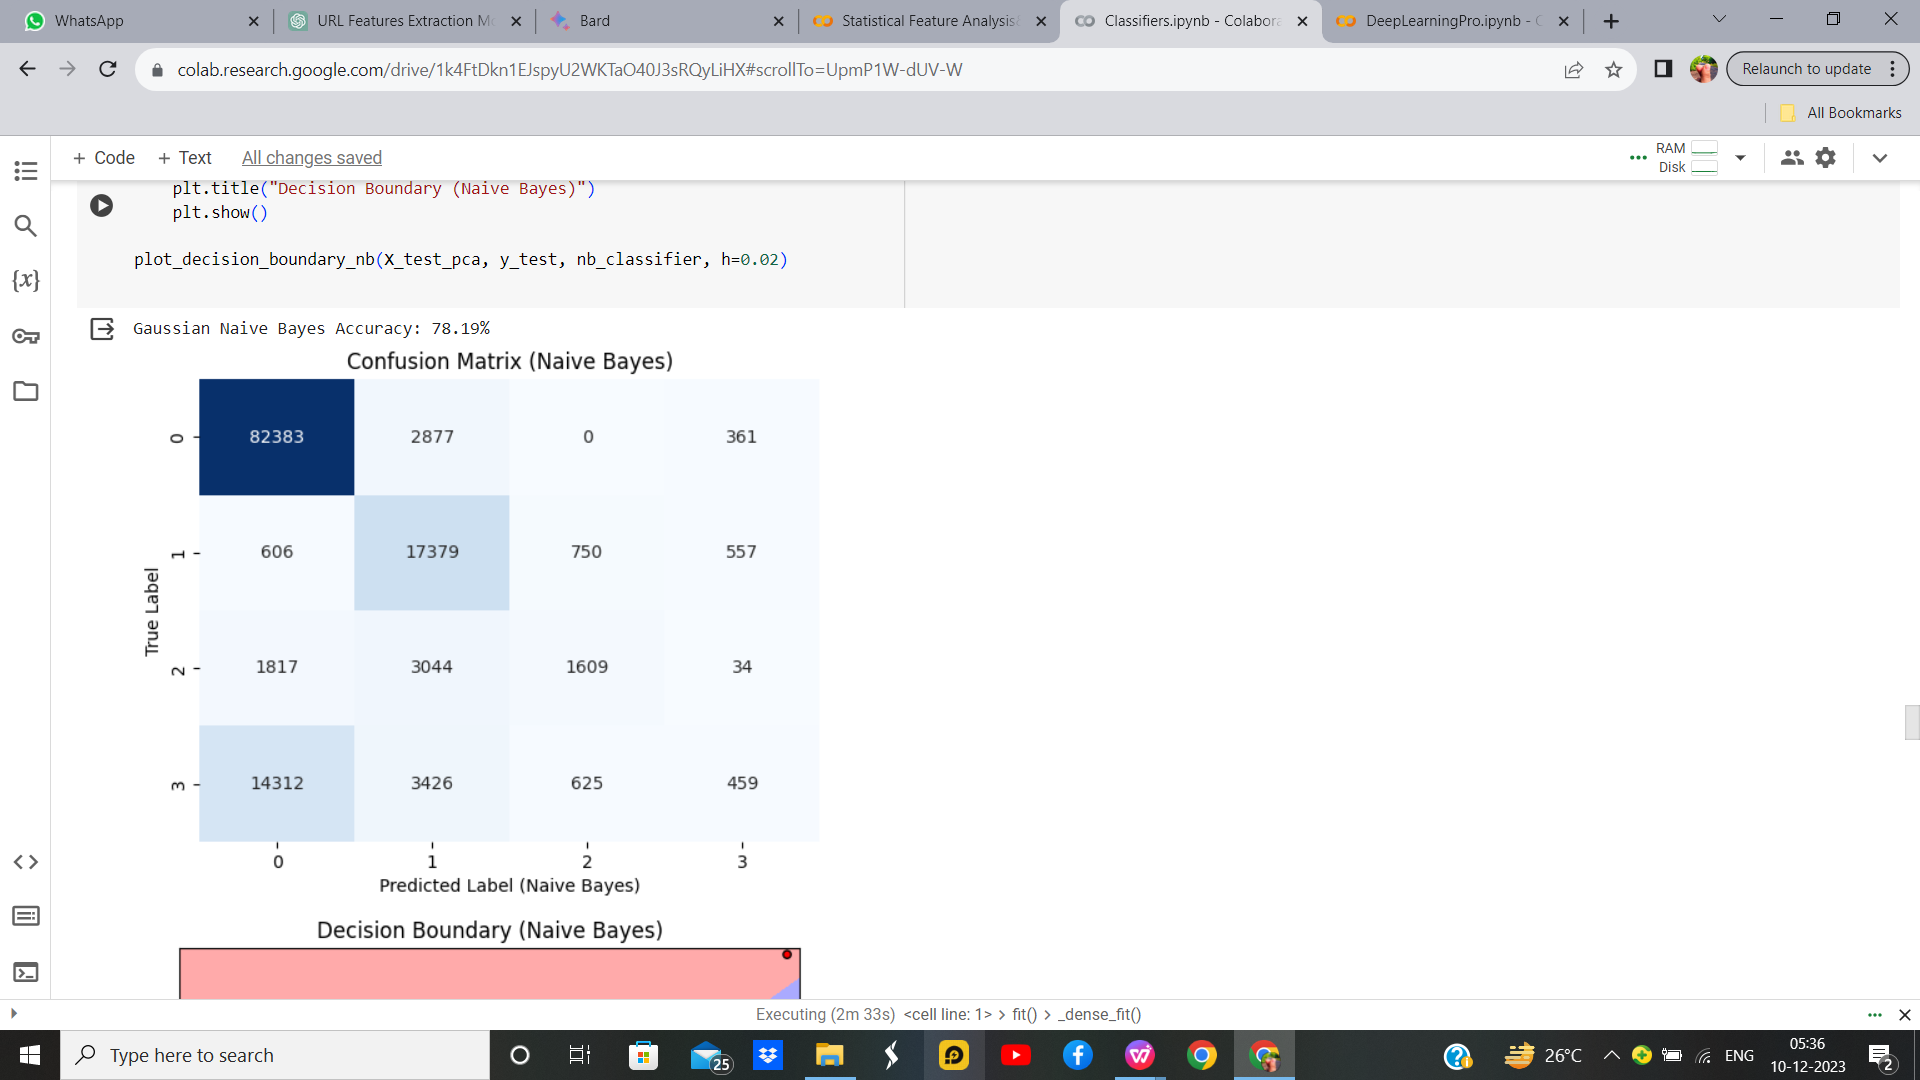 WhatsApp
URL Features Extraction M
Bard
Statistical Feature Analysis
Classifiers.ipynb - Colabora
DeepLearningPro.ipynb - C
colab.research.google.com/drive/1k4FtDkn1EJspyU2WKTaO40J3sRQyLiHX#scrollTo=UpmP1W-dUV-W
Relaunch to update
All Bookmarks
+ Code + Text All changes saved
RAM
Disk
plt.title("Decision Boundary (Naive Bayes)")
plt.show()
plot_decision_boundary_nb(X_test_pca, y_test, nb_classifier, h=0.02)
{x}
Gaussian Naive Bayes Accuracy: 78.19%
Confusion Matrix (Naive Bayes)
0 82383 2877 0 361
1 606 17379 750 557
2 1817 3044 1609 34
3 14312 3426 625 459
True Label
0 1 2 3
Predicted Label (Naive Bayes)
Decision Boundary (Naive Bayes)
Executing (2m 33s) <cell line: 1> > fit() > _dense_fit()
Type here to search
25
26°C
ENG
05:36
10-12-2023
2